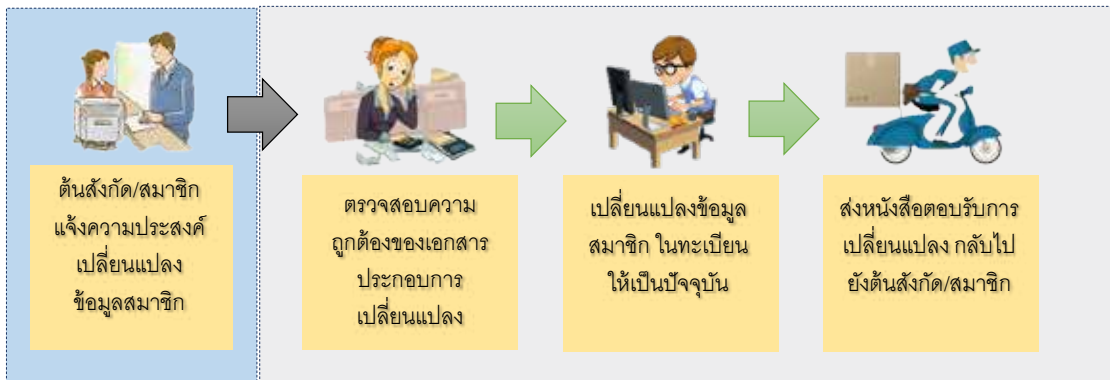 ต้นสังกัด/สมาชิก
แจ้งความประสงค์
เปลี่ยนแปลง
ข้อมูลสมาชิก
ตรวจสอบความ
ถูกต้องของเอกสาร
ประกอบการ
เปลี่ยนแปลง
เปลี่ยนแปลงข้อมูล
สมาชิก ในทะเบียน
ให้เป็นปัจจุบัน
ส่งหนังสือตอบรับการ
เปลี่ยนแปลง กลับไป
ยังต้นสังกัด/สมาชิก